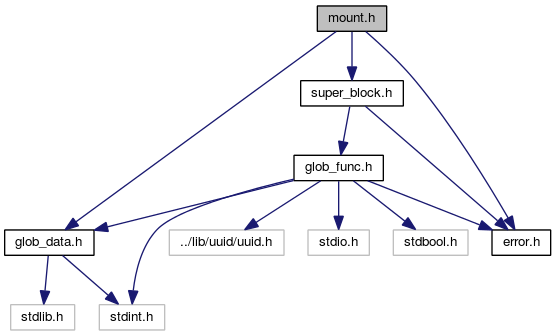 mount.h
super_block.h
glob_func.h
glob_data.h
../lib/uuid/uuid.h
stdio.h
stdbool.h
error.h
stdlib.h
stdint.h